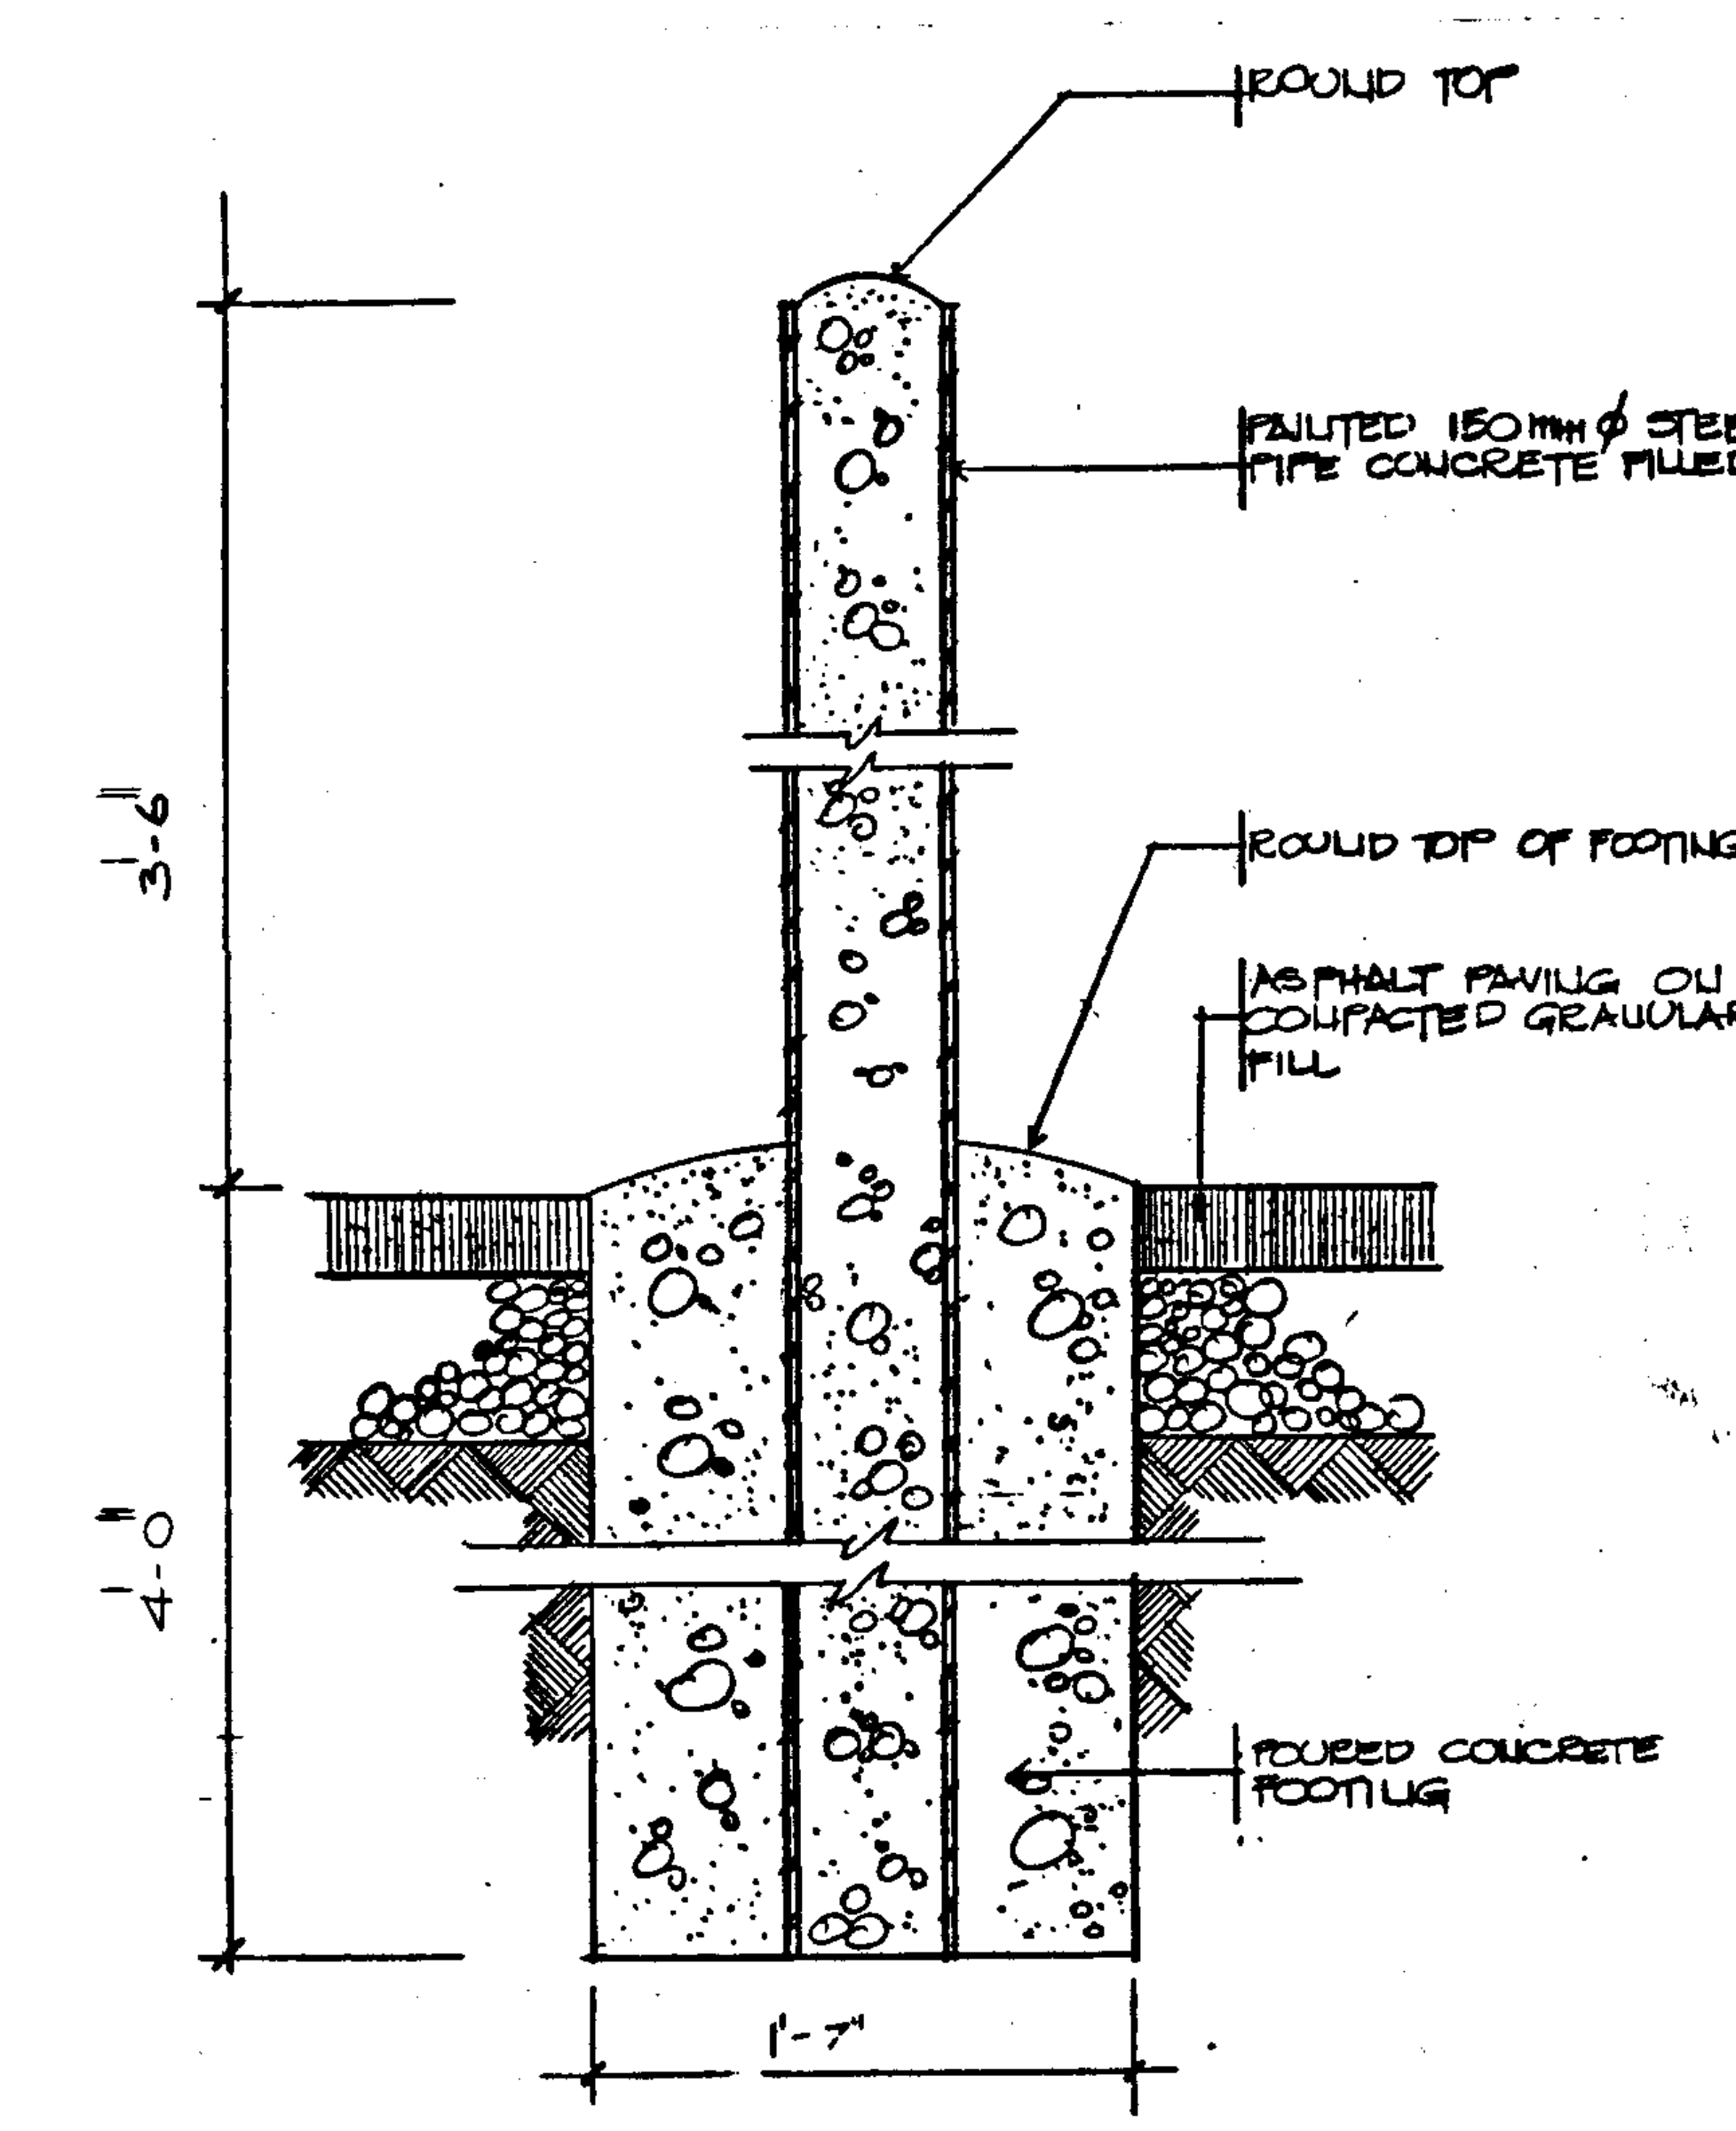 ROUND TOP
PAINTED 150mm ϕ STEE
PIPE CONCRETE FILLED
3'-6"
ROUND TOP OF FOOTING
ASPHALT PAVING ON
COMPACTED GRANULAR
FILL
4'-0"
POURED CONCRETE
FOOTING
1'-7"